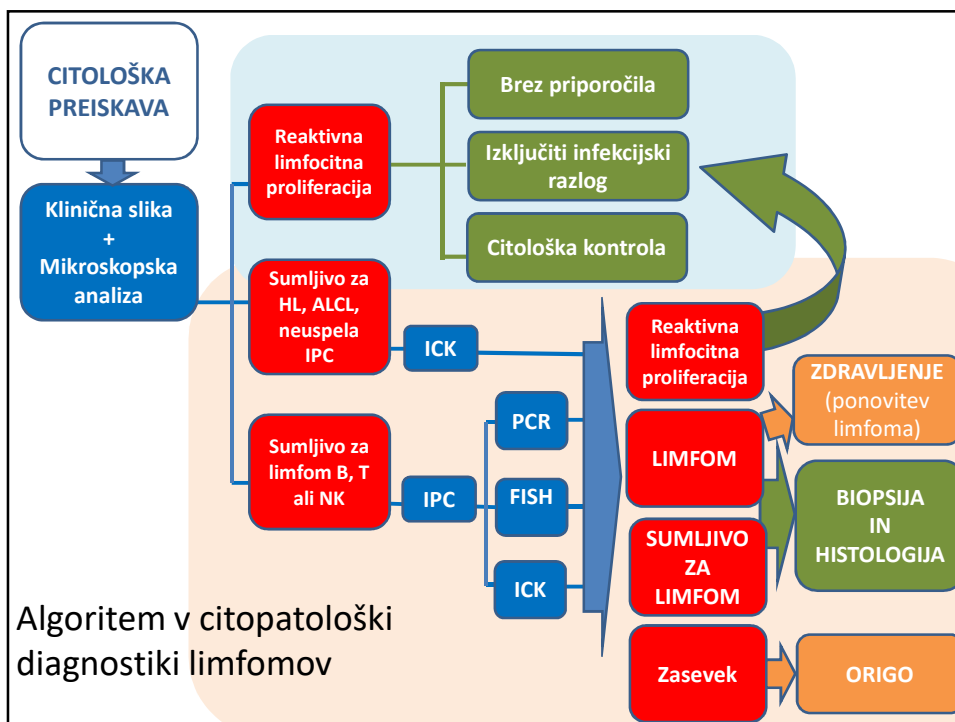 CITOLOŠKA
PREISKAVA
Klinična slika
+
Mikroskopska
analiza
Reaktivna
limfocitna
proliferacija
Brez priporočila
Izključiti infekcijski
razlog
Citološka kontrola
Sumljivo za
HL, ALCL,
neuspela
IPC
ICK
Sumljivo za
limfom B, T
ali NK
IPC
PCR
FISH
ICK
Reaktivna
limfocitna
proliferacija
LIMFOM
SUMLJIVO
ZA
LIMFOM
Zasevek
ZDRAVLJENJE
(ponovitev
limfoma)
BIOPSIJA
IN
HISTOLOGIJA
ORIGO
Algoritem v citopatološki
diagnostiki limfomov